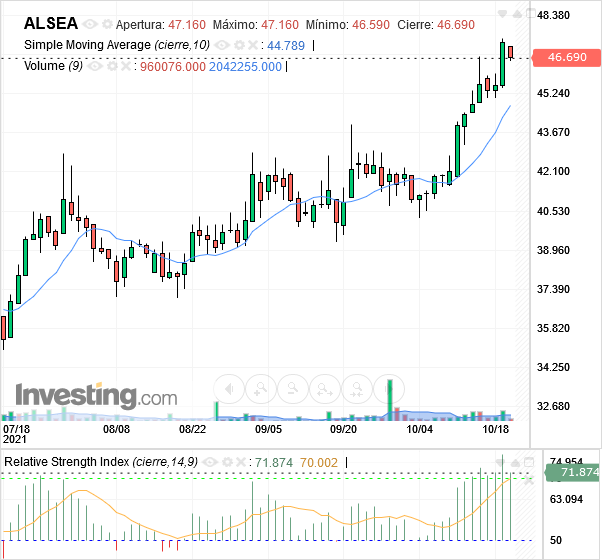 ALSEA Apertura: 47.160 Máximo: 47.160 Mínimo: 46.590 Cierre: 46.690
Simple Moving Average (cierre,10) : 44.789
Volume (9) : 960076.000 2042255.000
48.380
46.690
45.240
43.670
42.100
40.530
38.960
37.390
35.820
34.250
32.680
Investing.com
07/18 08/08 08/22 09/05 09/20 10/04 10/18
2021
Relative Strength Index (cierre,14,9) : 71.874 70.002
74.954
71.874
63.094
50